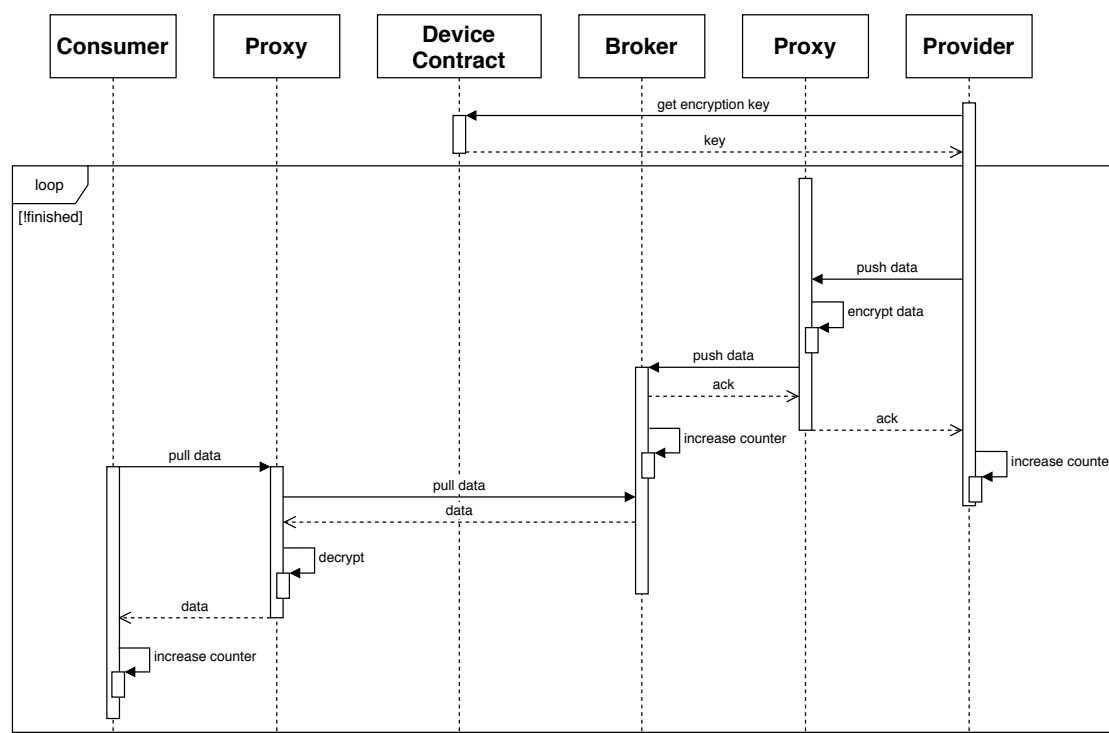 Consumer
Proxy
Device
Contract
Broker
Proxy
Provider
get encryption key
key
loop
[!finished]
push data
encrypt data
push data
ack
ack
increase counter
increase counte
pull data
pull data
data
decrypt
data
increase counter